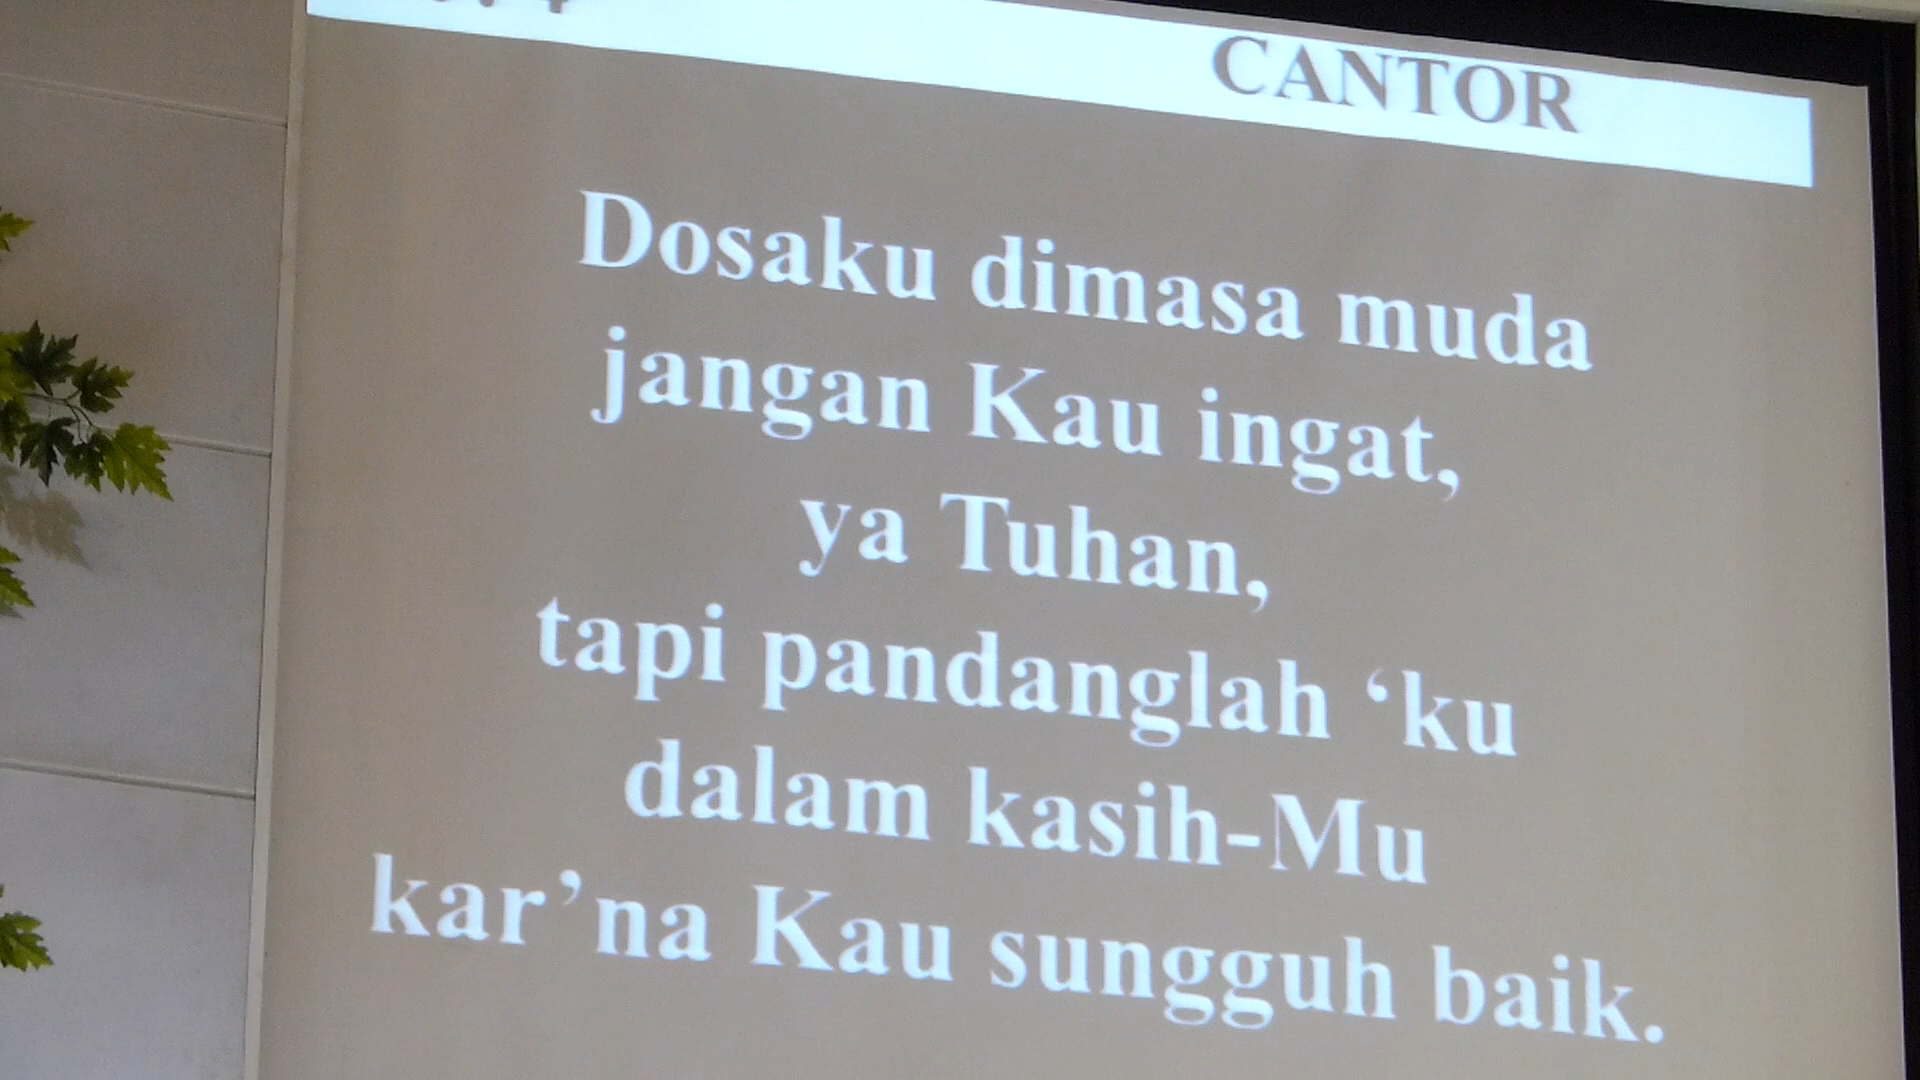 CANTOR
Dosaku dimasa muda
jangan Kau ingat,
ya Tuhan,
tapi pandanglah ‘ku
dalam kasih-Mu
kar’na Kau sungguh baik.